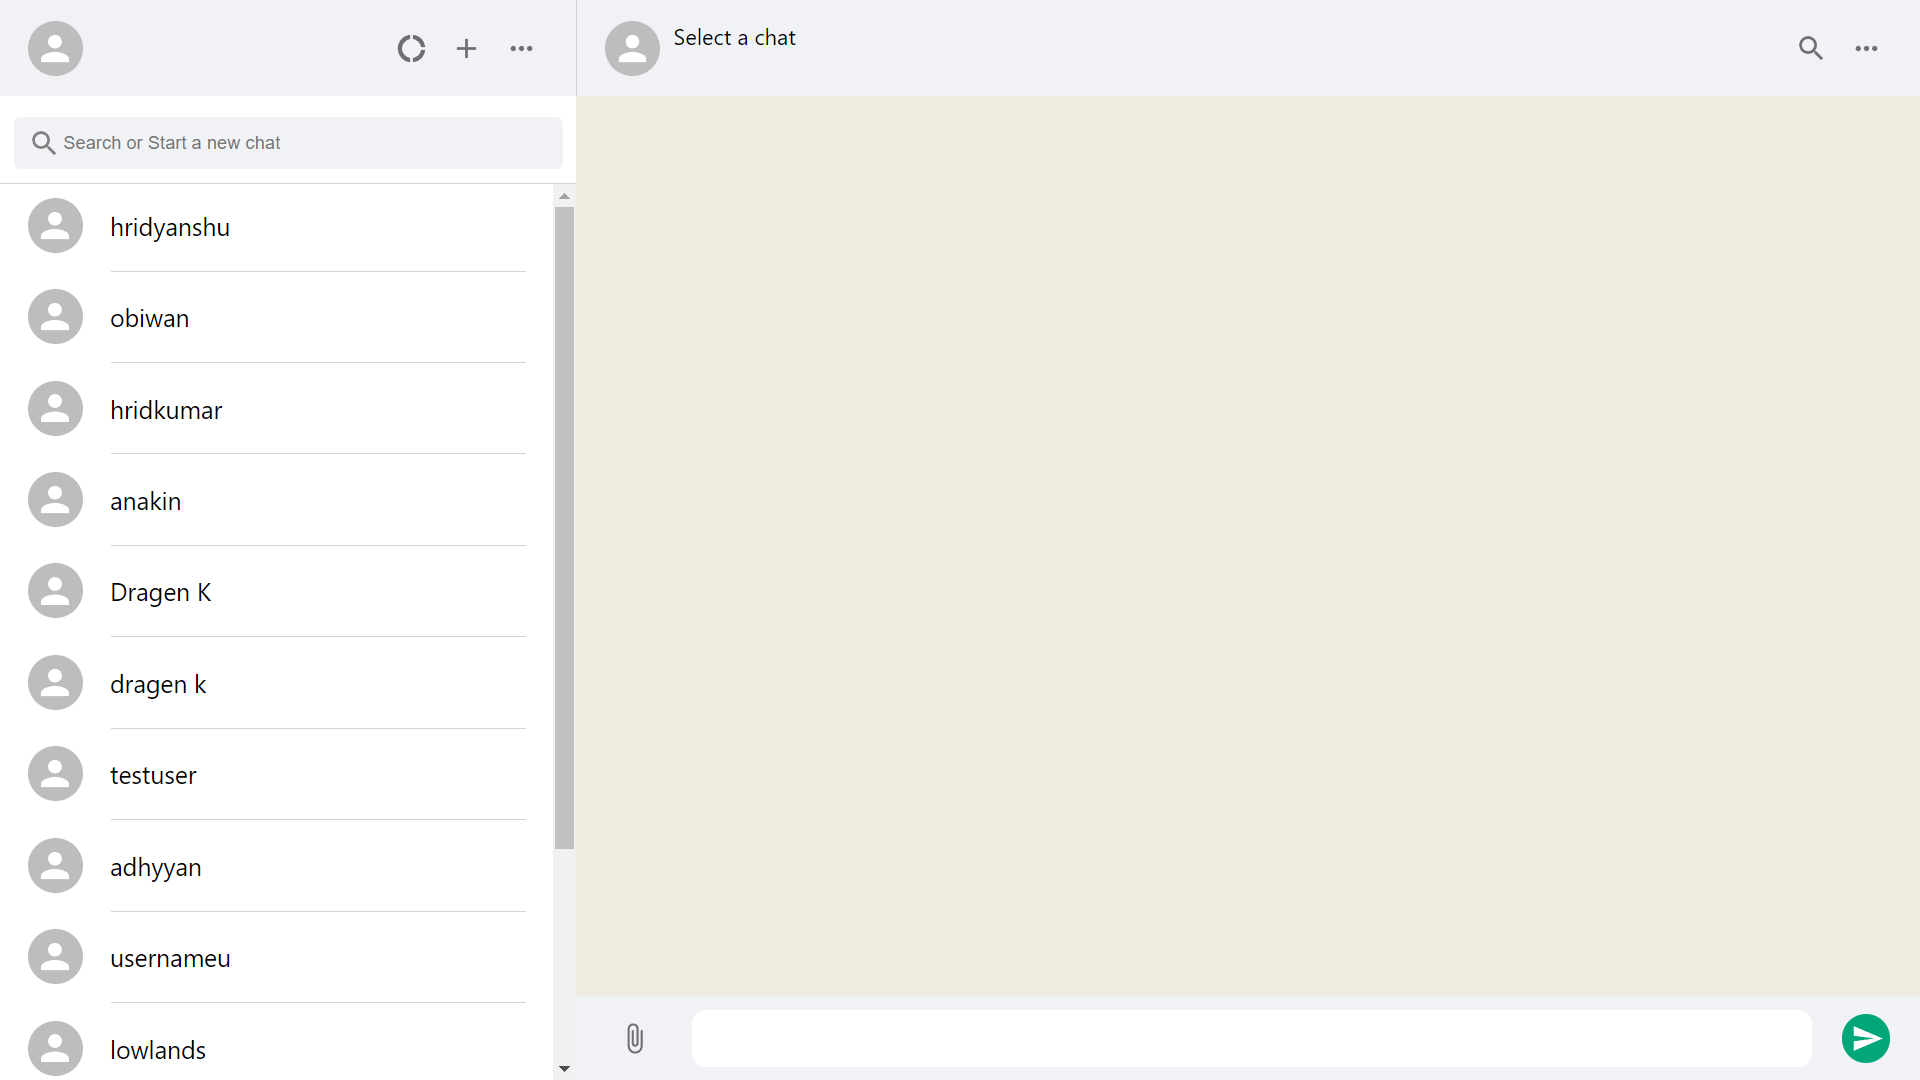 Select a chat
Search or Start a new chat
hridyanshu
obiwan
hridkumar
anakin
Dragen K
dragen k
testuser
adhyyan
usernameu
lowlands